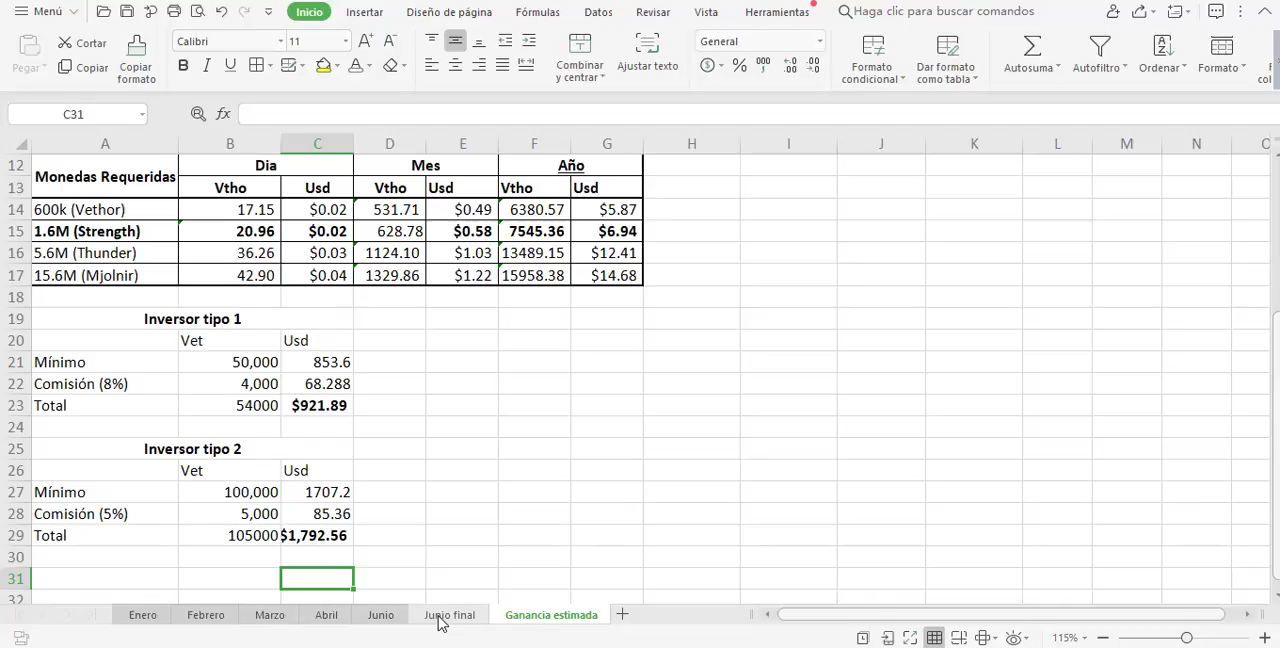 Menú Inicio Insertar Diseño de página Fórmulas Datos Revisar Vista Herramientas Haga clic para buscar comandos
Pegar Cortar Copiar Copiar formato Calibri 11 Combinar y centrar Ajustar texto General Formato condicional Dar formato como tabla Autosuma Autofiltro Ordenar Formato
C31 fx
A B C D E F G H I J K L M N O
12 Dia Mes Año
Monedas Requeridas
13 Vtho Usd Vtho Usd Vtho Usd
14 600k (Vethor) 17.15 $0.02 531.71 $0.49 6380.57 $5.87
15 1.6M (Strength) 20.96 $0.02 628.78 $0.58 7545.36 $6.94
16 5.6M (Thunder) 36.26 $0.03 1124.10 $1.03 13489.15 $12.41
17 15.6M (Mjolnir) 42.90 $0.04 1329.86 $1.22 15958.38 $14.68
18
19 Inversor tipo 1
20 Vet Usd
21 Mínimo 50,000 853.6
22 Comisión (8%) 4,000 68.288
23 Total 54000 $921.89
24
25 Inversor tipo 2
26 Vet Usd
27 Mínimo 100,000 1707.2
28 Comisión (5%) 5,000 85.36
29 Total 105000 $1,792.56
30
31
32
Enero Febrero Marzo Abril Junio Junio final Ganancia estimada
115%